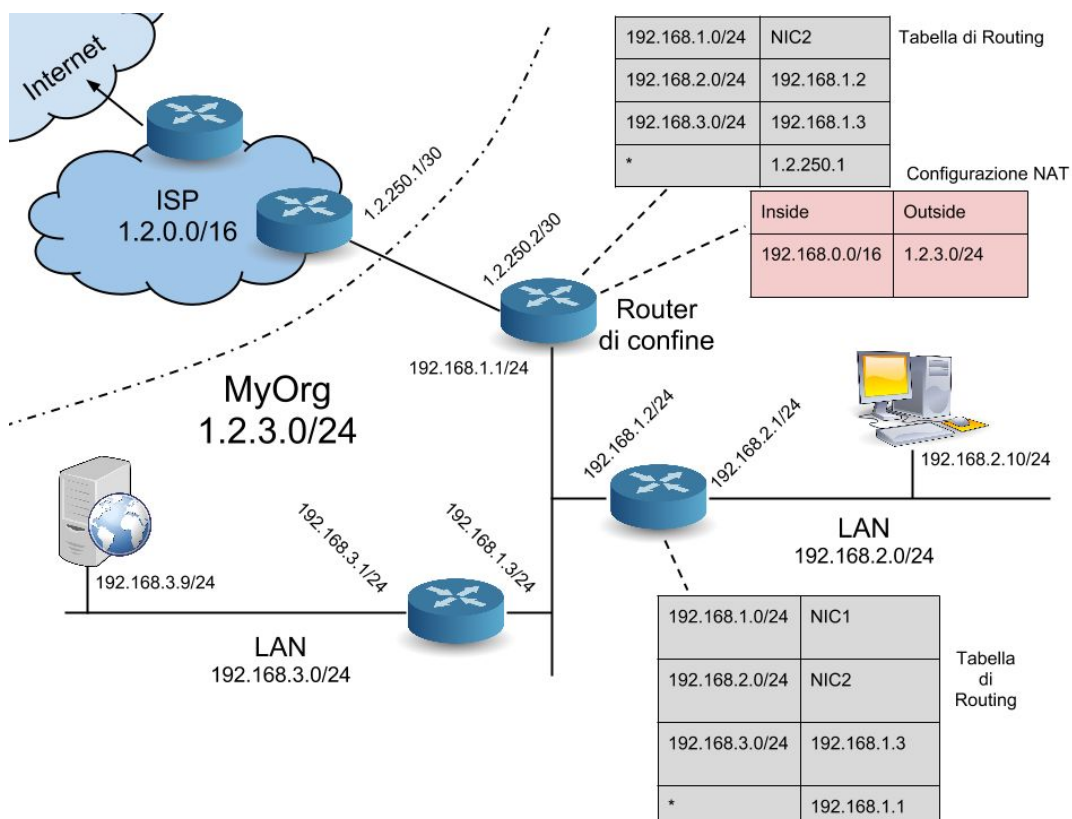 Internet
ISP
1.2.0.0/16
1.2.250.1/30
1.2.250.2/30
192.168.1.0/24 NIC2
192.168.2.0/24 192.168.1.2
192.168.3.0/24 192.168.1.3
* 1.2.250.1
Tabella di Routing
Configurazione NAT
Inside Outside
192.168.0.0/16 1.2.3.0/24
Router
di confine
192.168.1.1/24
MyOrg
1.2.3.0/24
192.168.1.2/24
192.168.2.1/24
192.168.2.10/24
LAN
192.168.2.0/24
192.168.3.9/24
192.168.3.1/24
192.168.1.3/24
LAN
192.168.3.0/24
192.168.1.0/24 NIC1
192.168.2.0/24 NIC2
192.168.3.0/24 192.168.1.3
* 192.168.1.1
Tabella
di
Routing